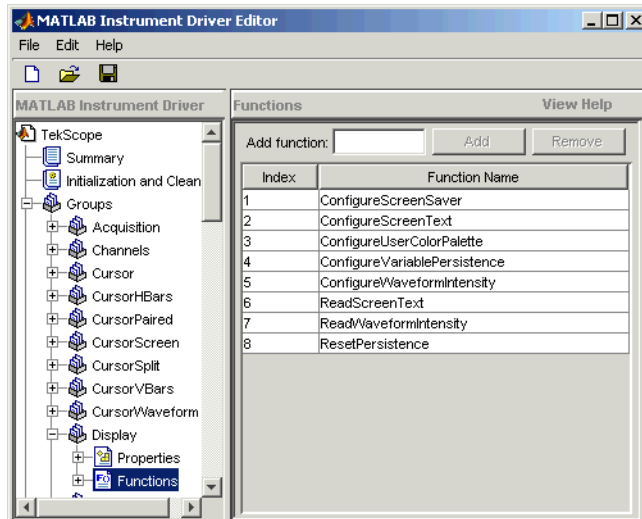 MATLAB Instrument Driver Editor
File Edit Help
MATLAB Instrument Driver
TekScope
Summary
Initialization and Clean
Groups
Acquisition
Channels
Cursor
CursorHBars
CursorPaired
CursorScreen
CursorSplit
CursorVBars
CursorWaveform
Display
Properties
Functions
Functions View Help
Add function: Add Remove
Index Function Name
1 ConfigureScreenSaver
2 ConfigureScreenText
3 ConfigureUserColorPalette
4 ConfigureVariablePersistence
5 ConfigureWaveformIntensity
6 ReadScreenText
7 ReadWaveformIntensity
8 ResetPersistence